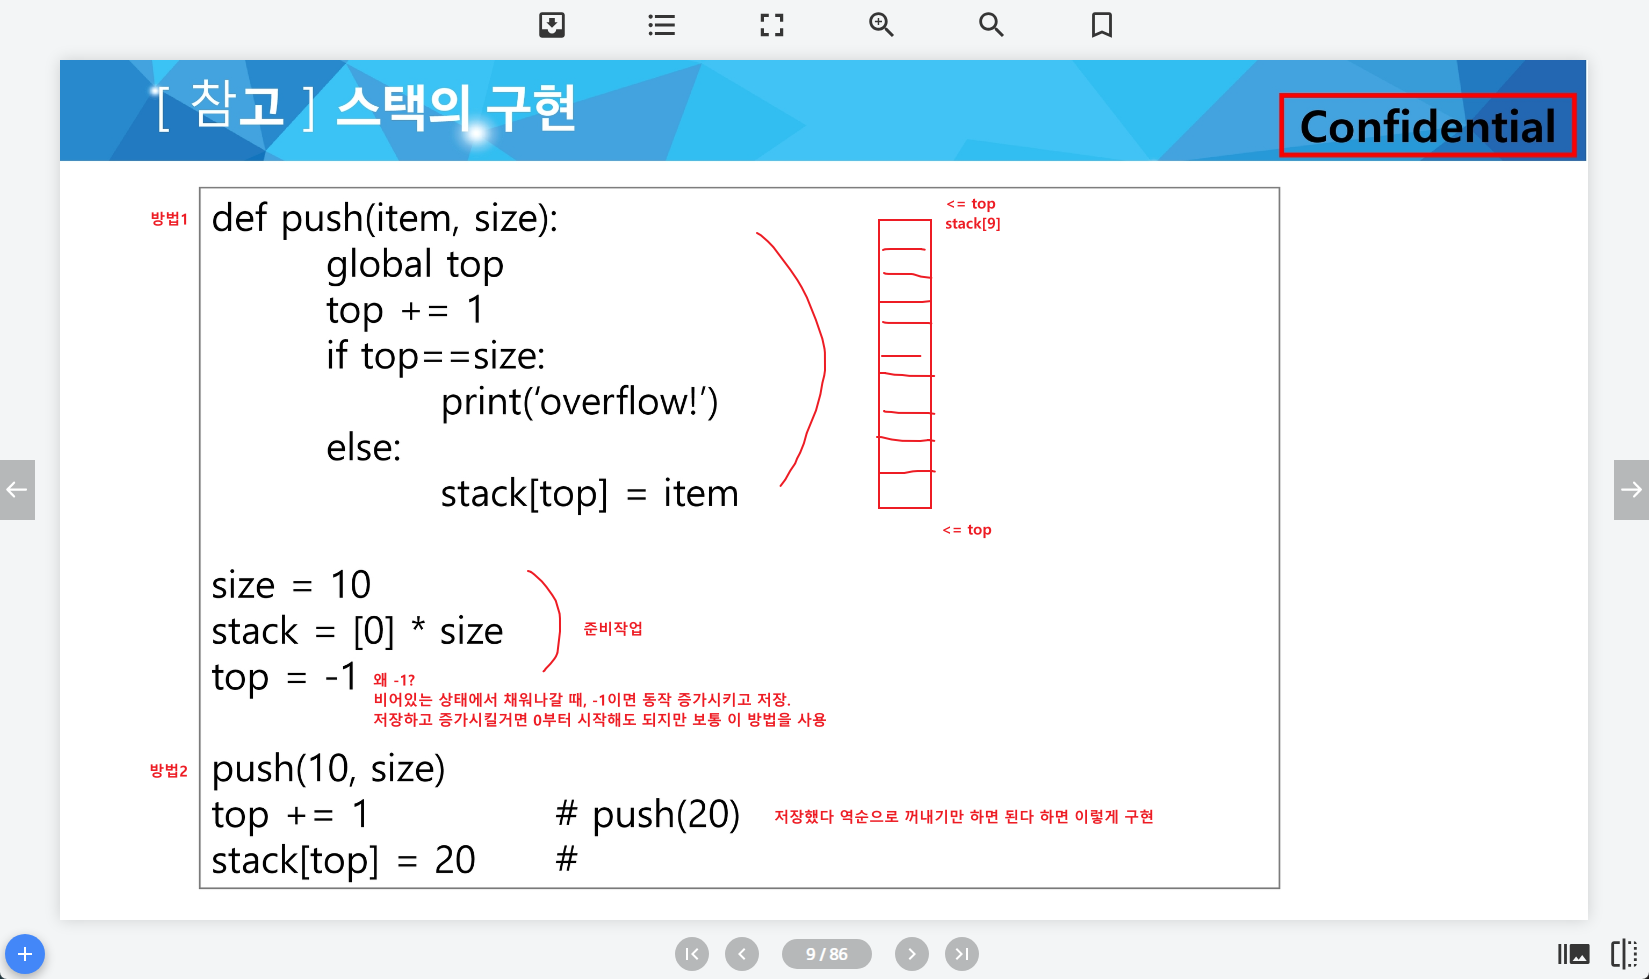 [ 참고 ] 스택의 구현
Confidential
방법1
def push(item, size):
global top
top += 1
if top==size:
print(‘overflow!’)
else:
stack[top] = item
<= top
stack[9]
<= top
size = 10
stack = [0] * size
준비작업
top = -1
왜 -1?
비어있는 상태에서 채워나갈 때, -1이면 동작 증가시키고 저장.
저장하고 증가시킬거면 0부터 시작해도 되지만 보통 이 방법을 사용
방법2
push(10, size)
top += 1 # push(20)
저장했다 역순으로 꺼내기만 하면 된다 하면 이렇게 구현
stack[top] = 20 #
9 / 86